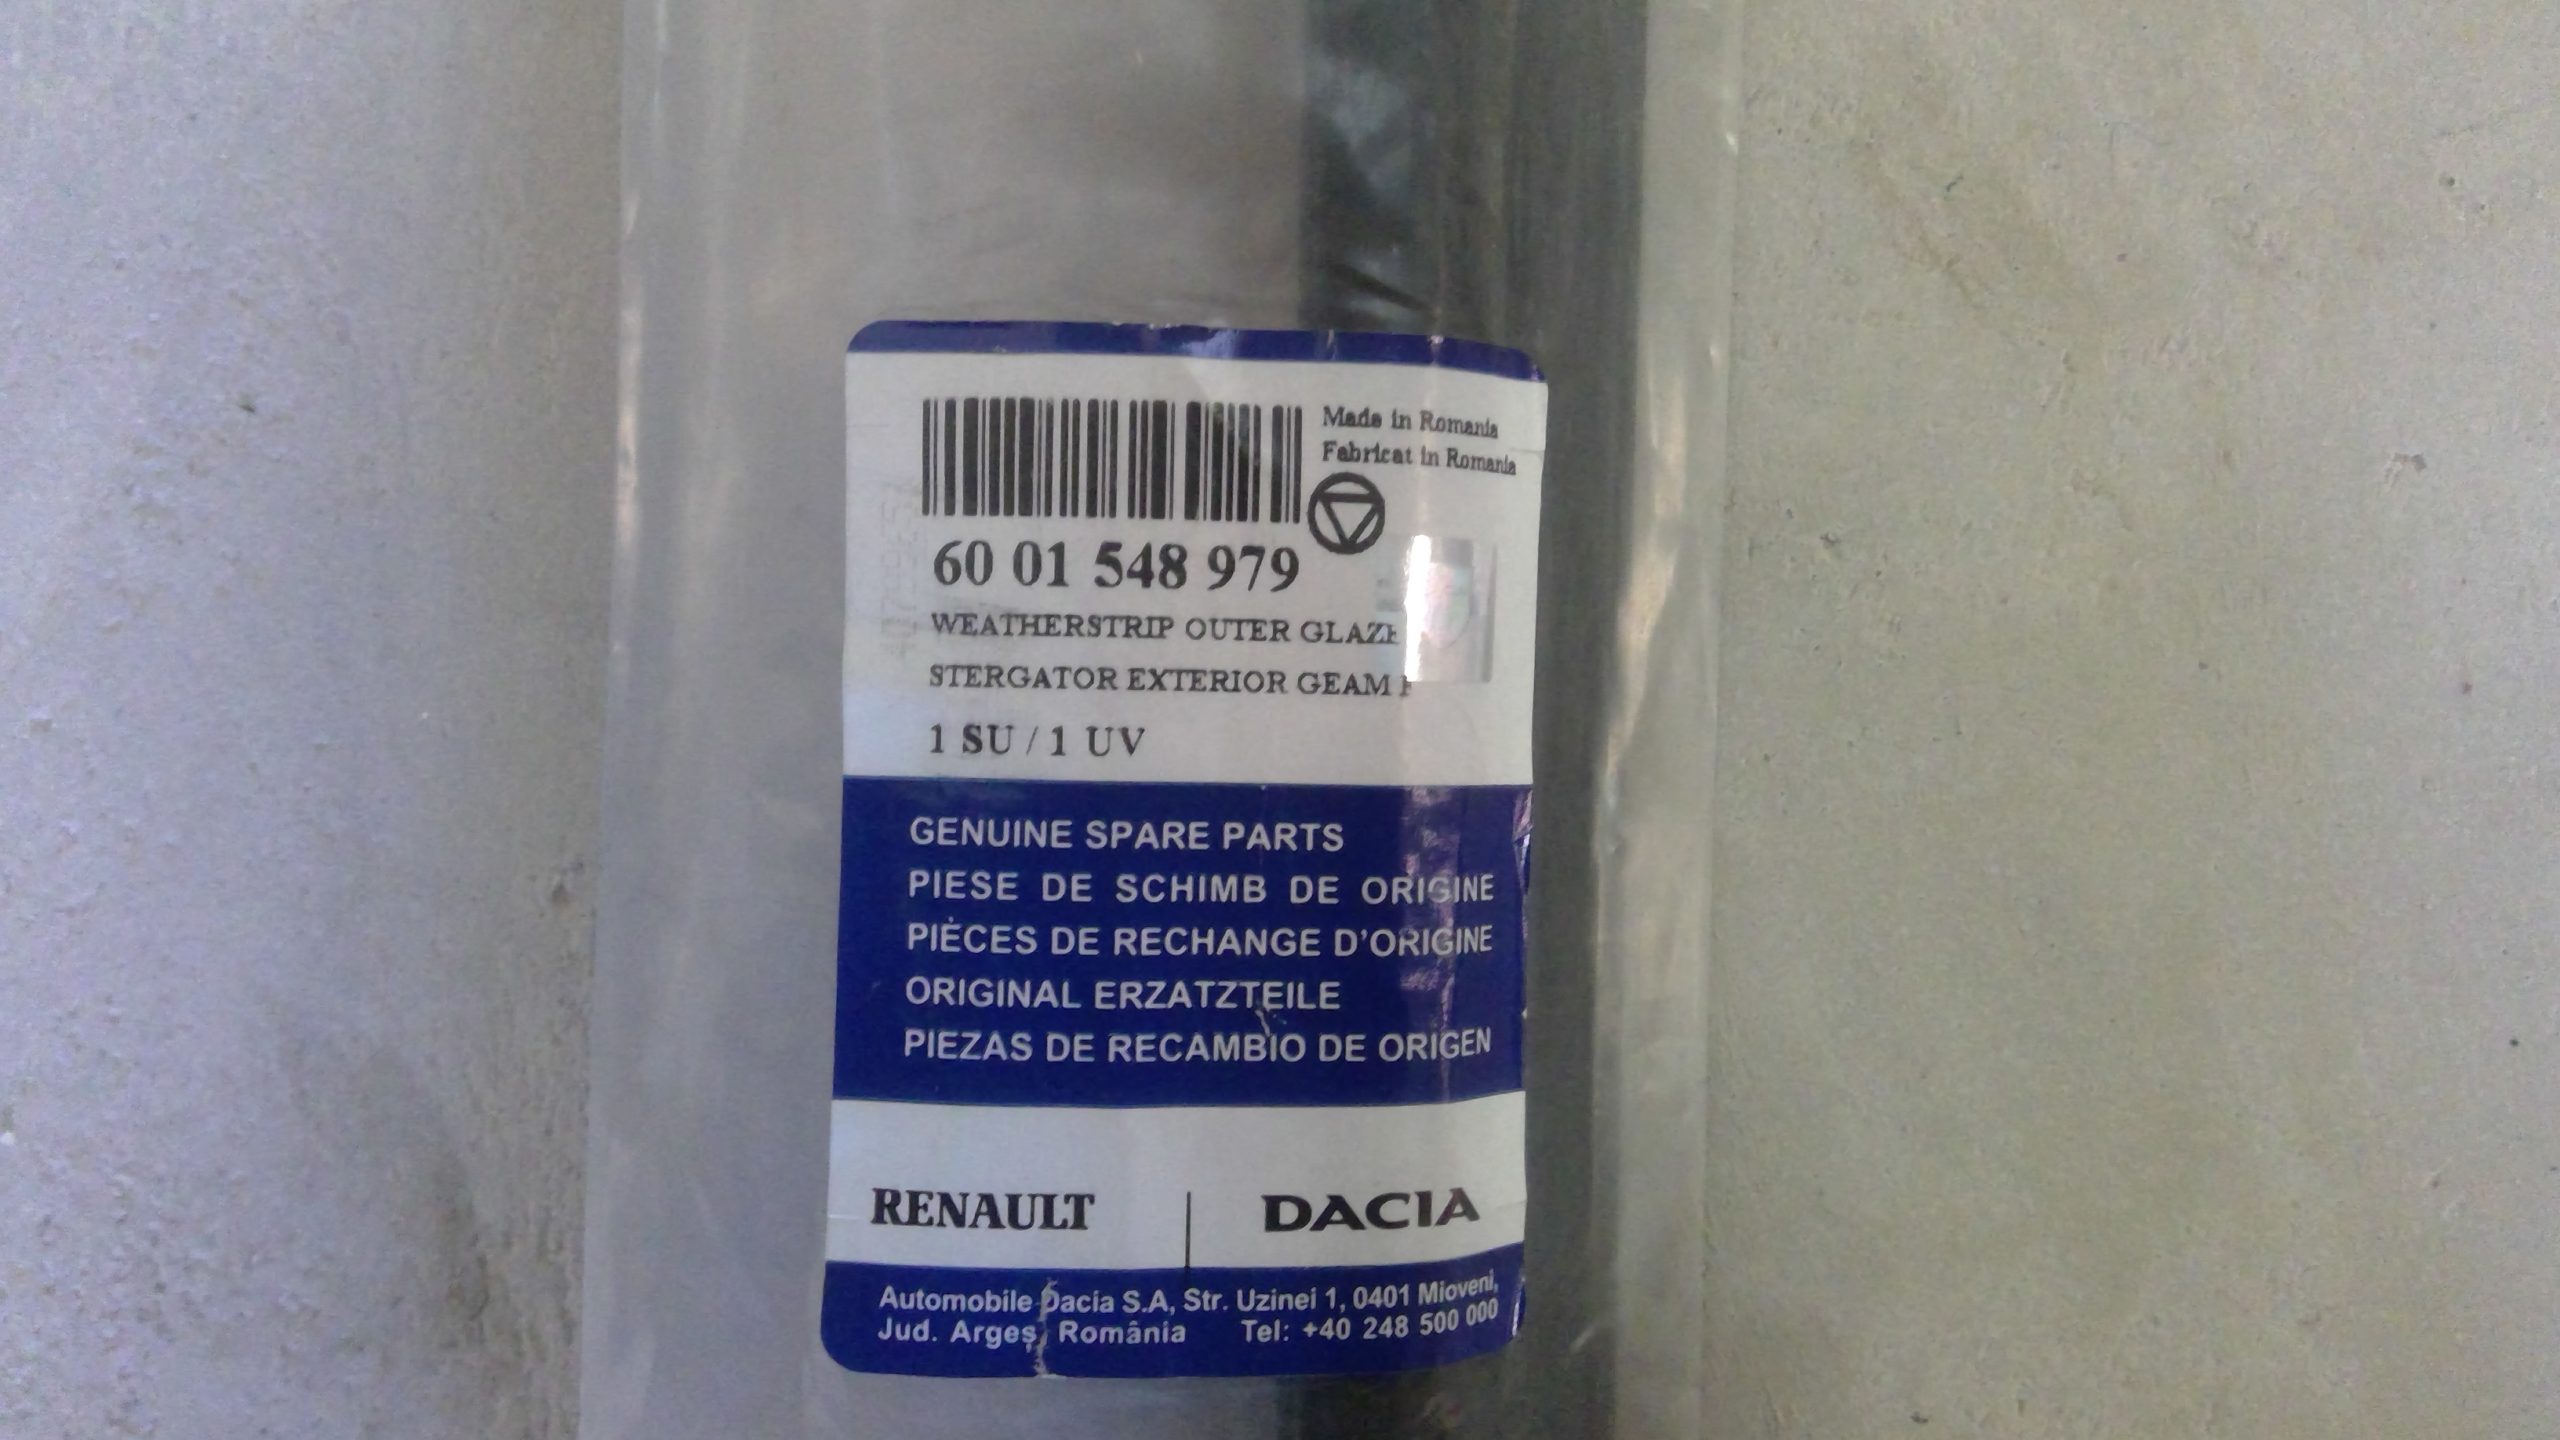 Made in Romania
Fabricat in Romania
60 01 548 979
WEATHERSTRIP OUTER
STERGATOR EXTERIOR GEAM
1 SU / 1 UV
GENUINE SPARE PARTS
PIESE DE SCHIMB DE ORIGINE
PIÈCES DE RECHANGE D'ORIGINE
ORIGINAL ERZATZTEILE
PIEZAS DE RECAMBIO DE ORIGEN
RENAULT | DACIA
Automobile Dacia S.A, Str. Uzinei 1, 0401 Mioveni,
Jud. Argeș, România Tel: +40 248 500 000